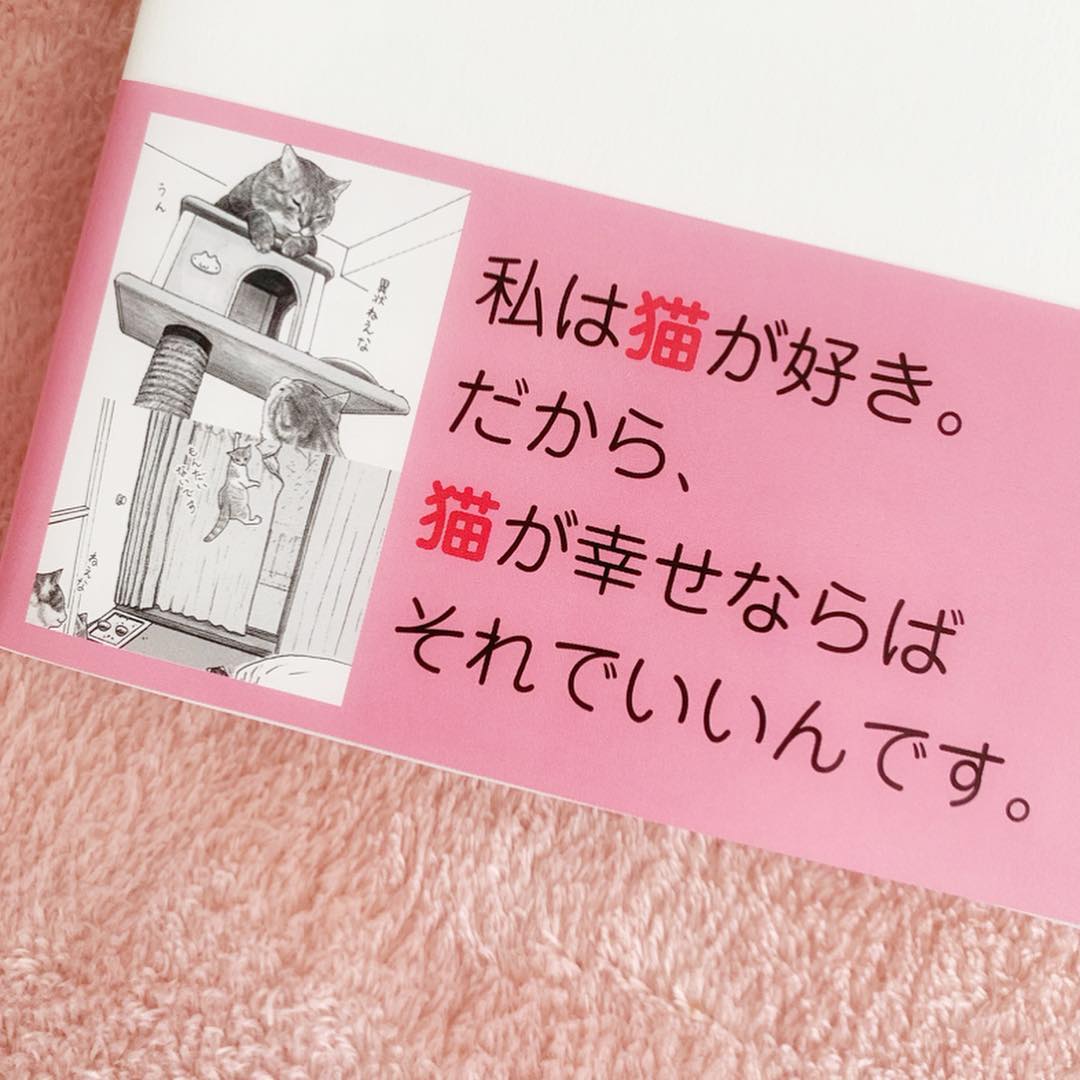 私は猫が好き。
だから、
猫が幸せならば
それでいいんです。
うん
異状ねえな
もんだい
ないです
ねえな